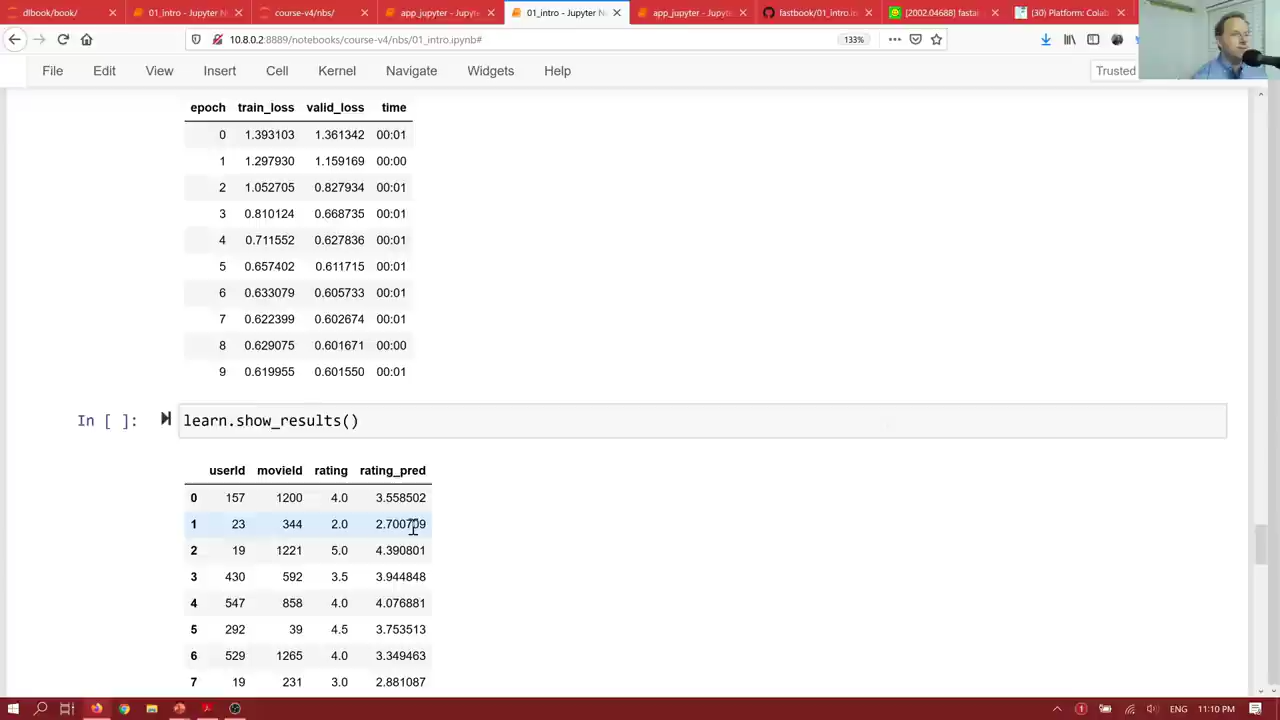 dlbook/book/
01_intro - Jupyter N
course-v4/nbs/
app_jupyter - Jupyte
01_intro - Jupyter N
app_jupyter - Jupyte
fastbook/01_intro.i
[2002.04688] fasta
(30) Platform: Colab
10.8.0.2:8889/notebooks/course-v4/nbs/01_intro.ipynb#
133%
File Edit View Insert Cell Kernel Navigate Widgets Help
Trusted
epoch train_loss valid_loss time
0 1.393103 1.361342 00:01
1 1.297930 1.159169 00:00
2 1.052705 0.827934 00:01
3 0.810124 0.668735 00:01
4 0.711552 0.627836 00:01
5 0.657402 0.611715 00:01
6 0.633079 0.605733 00:01
7 0.622399 0.602674 00:01
8 0.629075 0.601671 00:00
9 0.619955 0.601550 00:01
In [ ]: learn.show_results()
userId movieId rating rating_pred
0 157 1200 4.0 3.558502
1 23 344 2.0 2.700709
2 19 1221 5.0 4.390801
3 430 592 3.5 3.944848
4 547 858 4.0 4.076881
5 292 39 4.5 3.753513
6 529 1265 4.0 3.349463
7 19 231 3.0 2.881087
ENG 11:10 PM